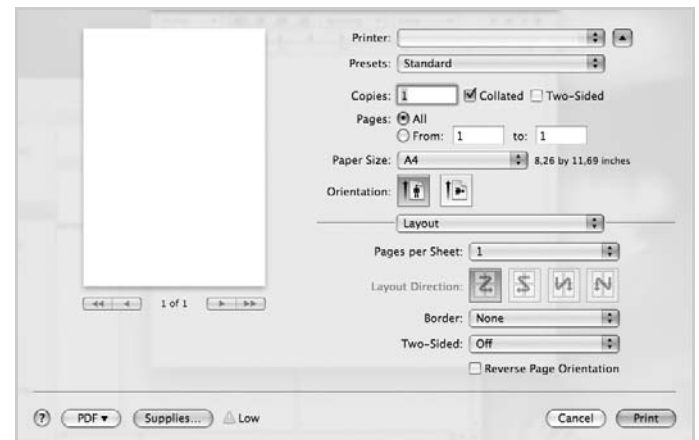 Printer:
Presets: Standard
Copies: 1 Collated Two-Sided
Pages: All
From: 1 to: 1
Paper Size: A4 8,26 by 11,69 inches
Orientation:
Layout
Pages per Sheet: 1
Layout Direction:
1 of 1
Border: None
Two-Sided: Off
Reverse Page Orientation
? PDF Supplies... Low Cancel Print